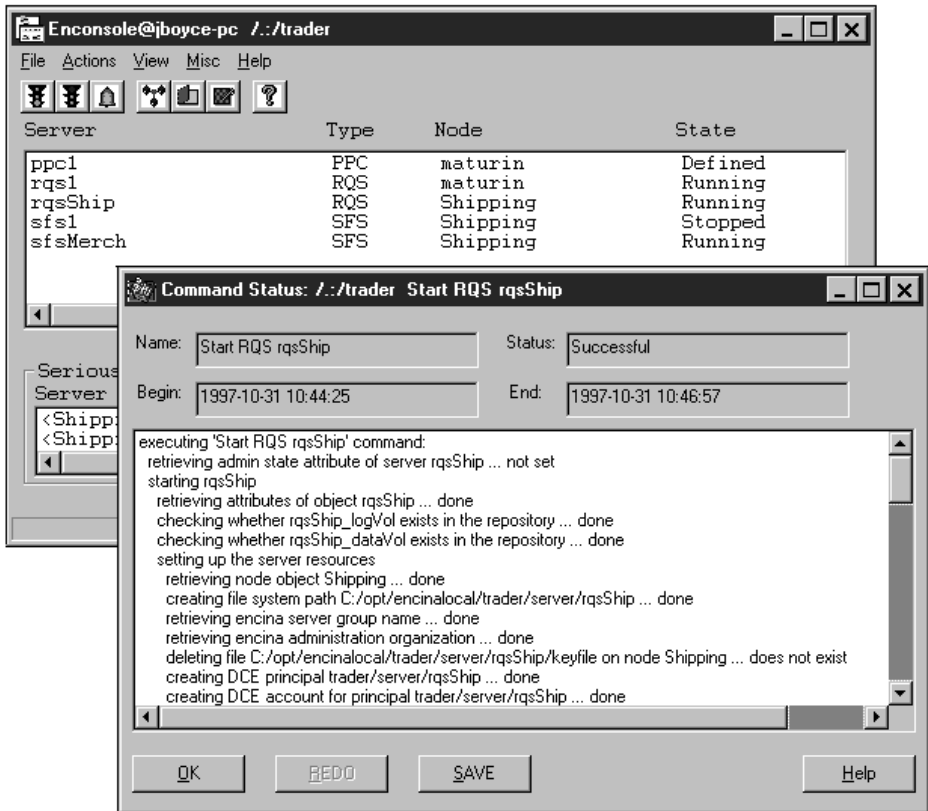 Enconsole@jboyce-pc /.:/trader
File Actions View Misc Help
Server Type Node State
ppc1 PPC maturin Defined
rqs1 RQS maturin Running
rqsShip RQS Shipping Running
sfs1 SFS Shipping Stopped
sfsMerch SFS Shipping Running
Serious
Server
<Shippi
<Shippi
Command Status: /.:/trader Start RQS rqsShip
Name: Start RQS rqsShip Status: Successful
Begin: 1997-10-31 10:44:25 End: 1997-10-31 10:46:57
executing 'Start RQS rqsShip' command:
retrieving admin state attribute of server rqsShip ... not set
starting rqsShip
retrieving attributes of object rqsShip ... done
checking whether rqsShip_logVol exists in the repository ... done
checking whether rqsShip_dataVol exists in the repository ... done
setting up the server resources
retrieving node object Shipping ... done
creating file system path C:/opt/encinalocal/trader/server/rqsShip ... done
retrieving encina server group name ... done
retrieving encina administration organization ... done
deleting file C:/opt/encinalocal/trader/server/rqsShip/keyfile on node Shipping ... does not exist
creating DCE principal trader/server/rqsShip ... done
creating DCE account for principal trader/server/rqsShip ... done
OK REDO SAVE Help